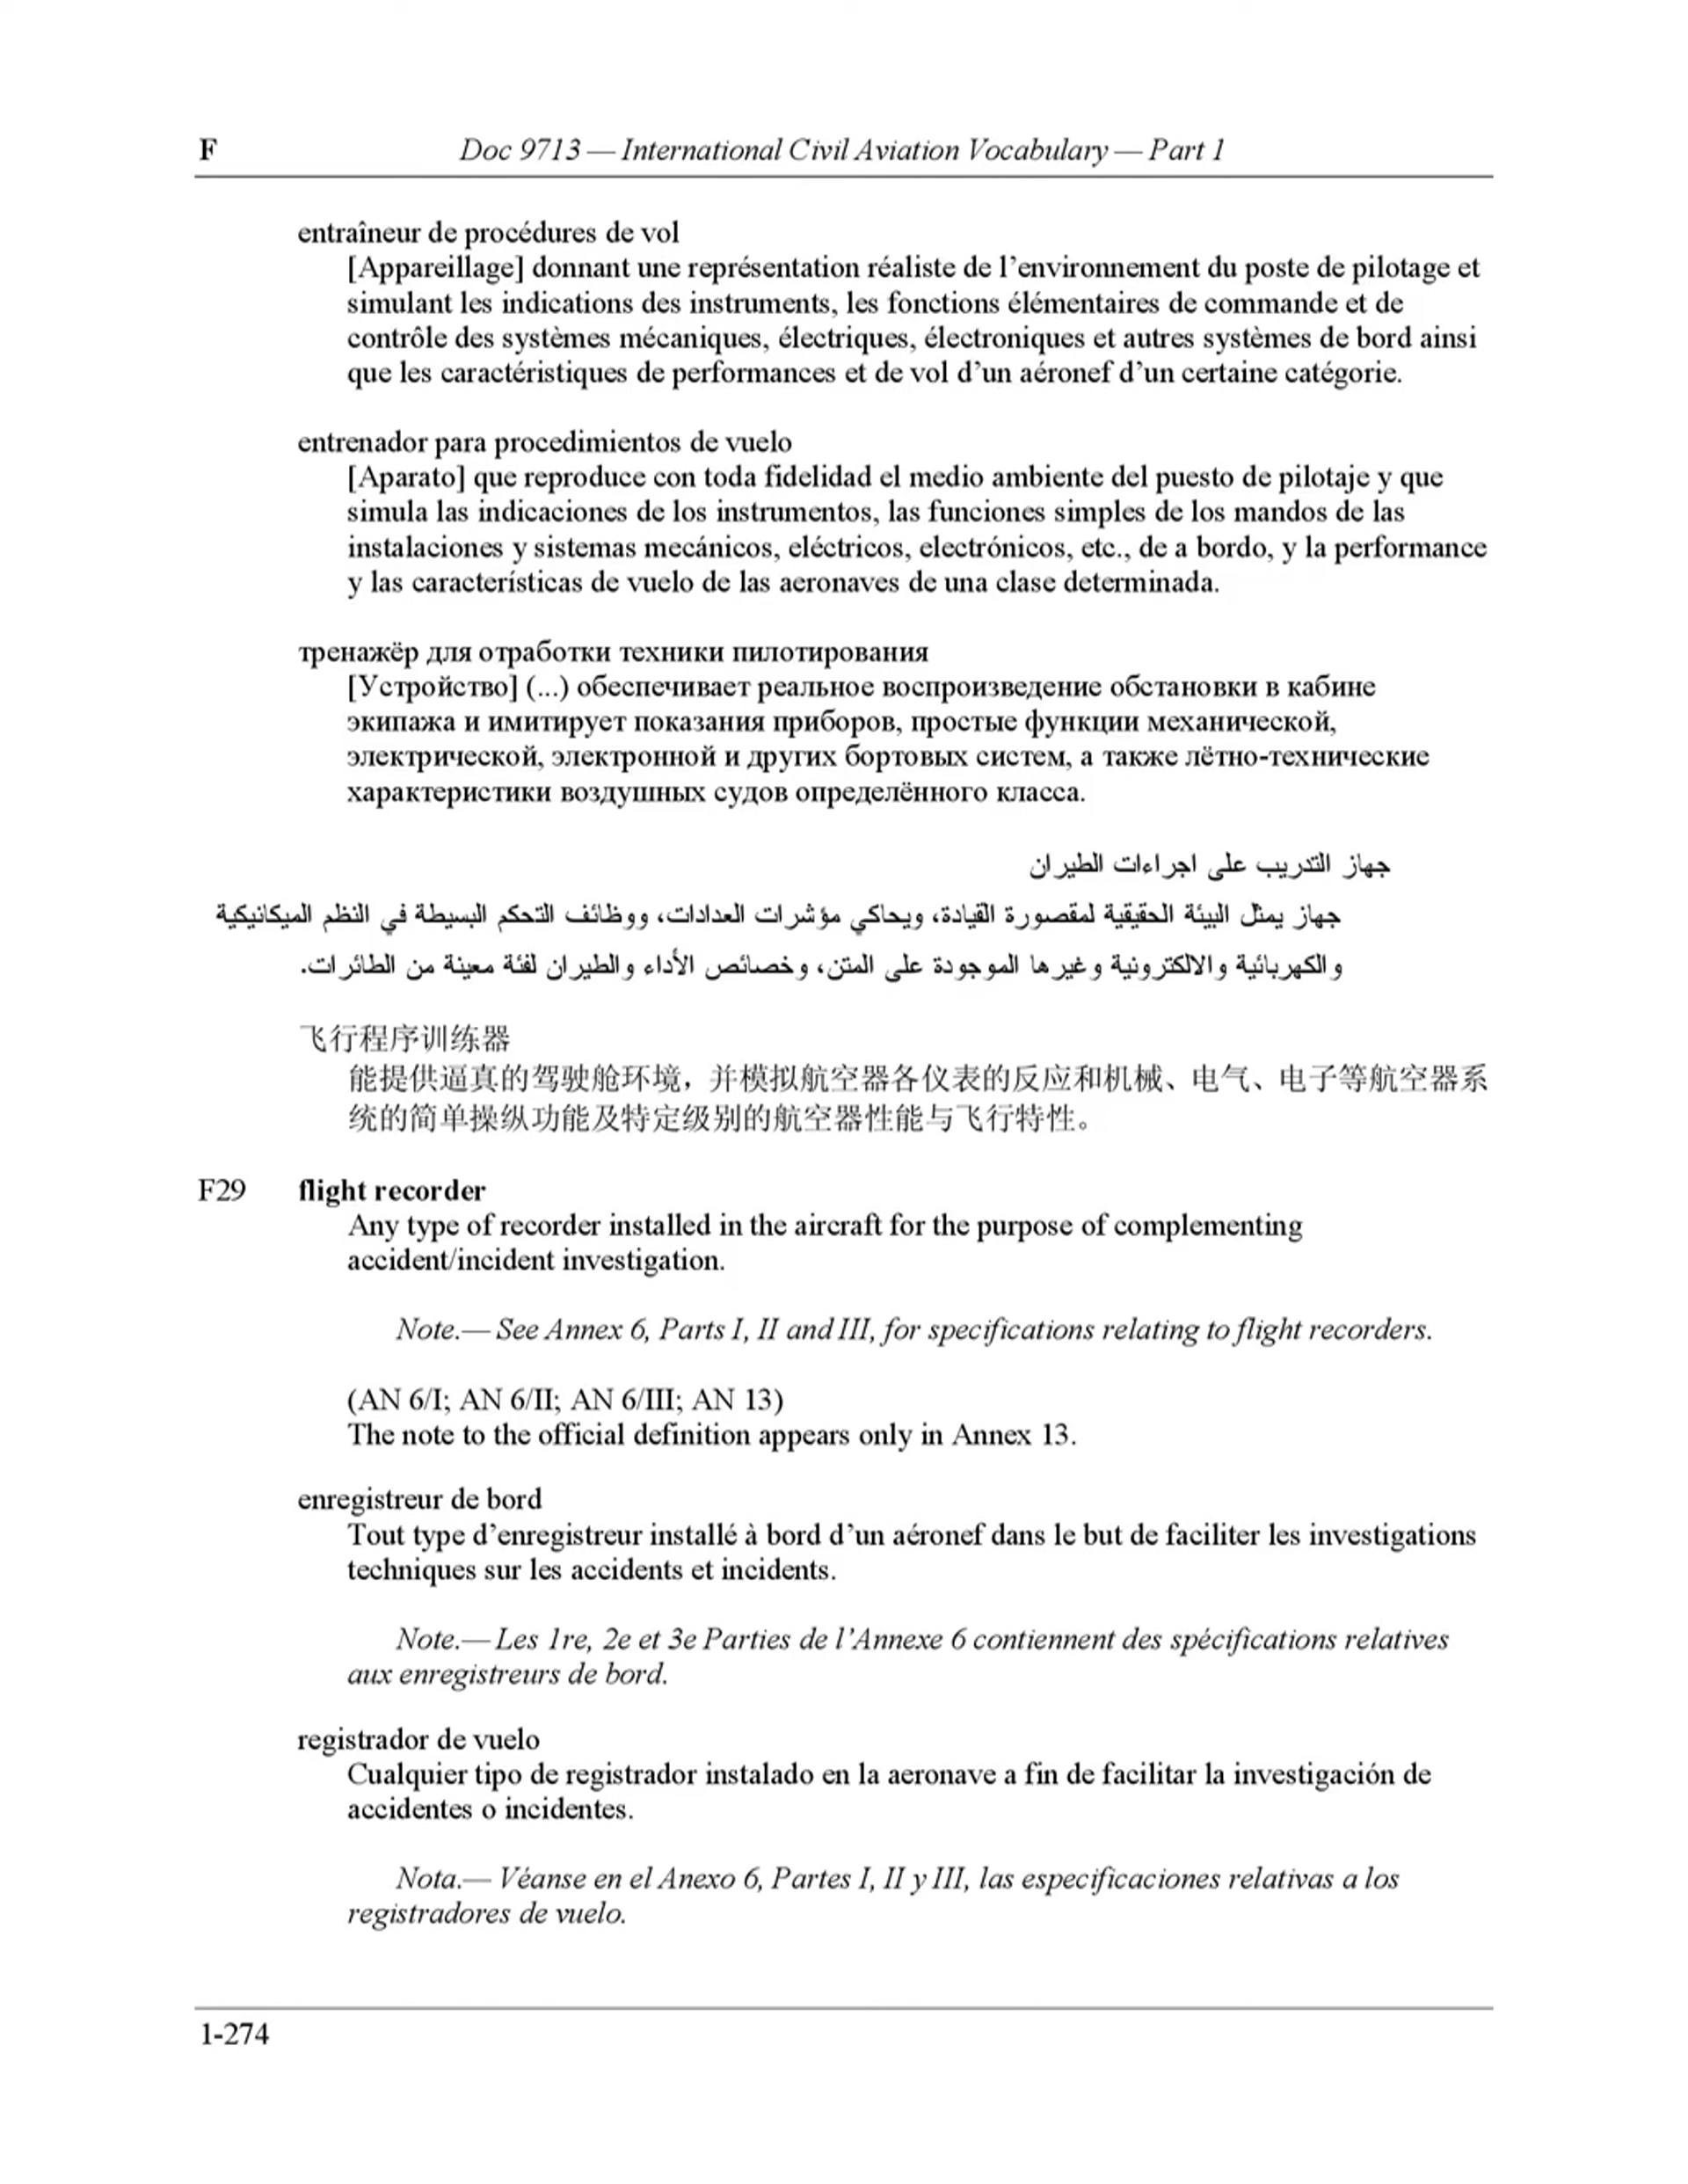 F Doc 9713 — International Civil Aviation Vocabulary — Part 1
entraîneur de procédures de vol
[Appareillage] donnant une représentation réaliste de l’environnement du poste de pilotage et
simulant les indications des instruments, les fonctions élémentaires de commande et de
contrôle des systèmes mécaniques, électriques, électroniques et autres systèmes de bord ainsi
que les caractéristiques de performances et de vol d’un aéronef d’un certaine catégorie.
entrenador para procedimientos de vuelo
[Aparato] que reproduce con toda fidelidad el medio ambiente del puesto de pilotaje y que
simula las indicaciones de los instrumentos, las funciones simples de los mandos de las
instalaciones y sistemas mecánicos, eléctricos, electrónicos, etc., de a bordo, y la performance
y las características de vuelo de las aeronaves de una clase determinada.
тренажёр для отработки техники пилотирования
[Устройство] (...) обеспечивает реальное воспроизведение обстановки в кабине
экипажа и имитирует показания приборов, простые функции механической,
электрической, электронной и других бортовых систем, а также лётно-технические
характеристики воздушных судов определённого класса.
جهاز التدريب على اجراءات الطيران
جهاز يمثل البيئة الحقيقية لمقصورة القيادة، ويحاكي مؤشرات العدادات، ووظائف التحكم البسيطة في النظم الميكانيكية
والكهربائية والالكترونية وغيرها الموجودة على المتن، وخصائص الأداء والطيران لفئة معينة من الطائرات.
飞行程序训练器
能提供逼真的驾驶舱环境，并模拟航空器各仪表的反应和机械、电气、电子等航空器系
统的简单操纵功能及特定级别的航空器性能与飞行特性。
F29 flight recorder
Any type of recorder installed in the aircraft for the purpose of complementing
accident/incident investigation.
Note.— See Annex 6, Parts I, II and III, for specifications relating to flight recorders.
(AN 6/I; AN 6/II; AN 6/III; AN 13)
The note to the official definition appears only in Annex 13.
enregistreur de bord
Tout type d’enregistreur installé à bord d’un aéronef dans le but de faciliter les investigations
techniques sur les accidents et incidents.
Note.— Les 1re, 2e et 3e Parties de l’Annexe 6 contiennent des spécifications relatives
aux enregistreurs de bord.
registrador de vuelo
Cualquier tipo de registrador instalado en la aeronave a fin de facilitar la investigación de
accidentes o incidentes.
Nota.— Véanse en el Anexo 6, Partes I, II y III, las especificaciones relativas a los
registradores de vuelo.
1-274